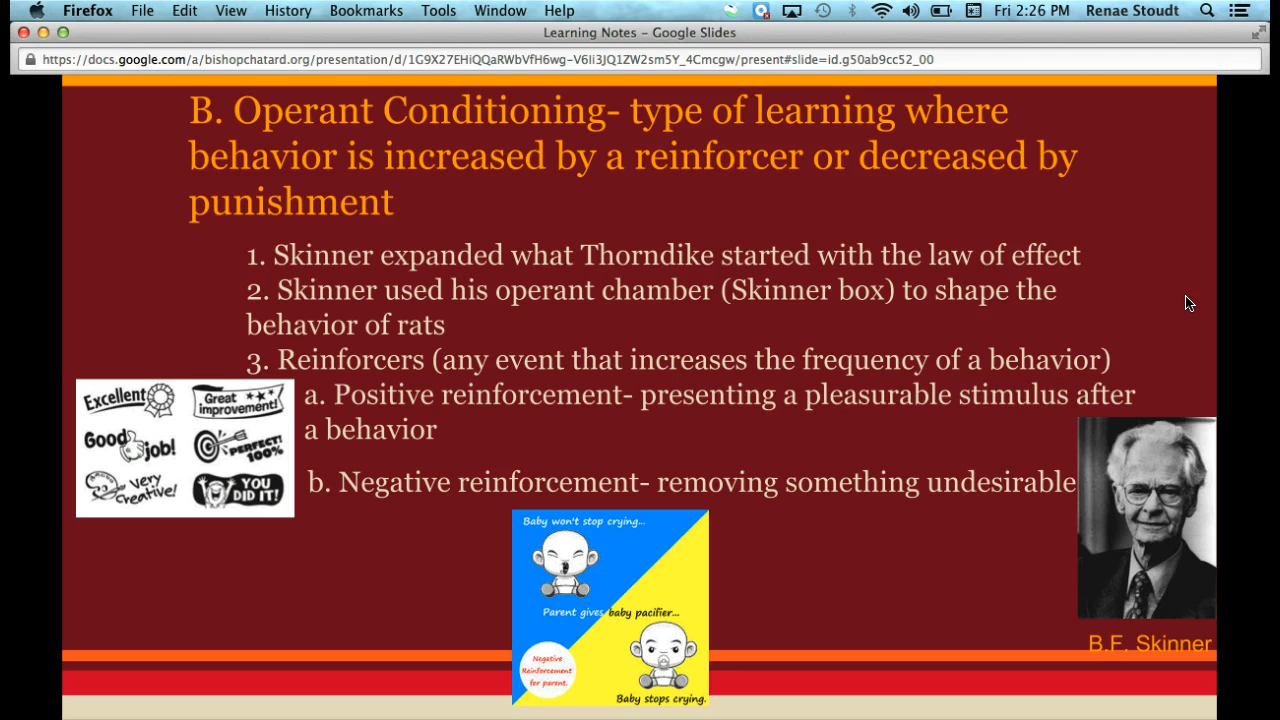 Firefox File Edit View History Bookmarks Tools Window Help Fri 2:26 PM Renae Stoudt
Learning Notes – Google Slides
https://docs.google.com/a/bishopchatard.org/presentation/d/1G9X27EHiQQaRWbVfH6wg-V6Ii3JQ1ZW2sm5Y_4Cmcgw/present#slide=id.g50ab9cc52_00
B. Operant Conditioning- type of learning where
behavior is increased by a reinforcer or decreased by
punishment
1. Skinner expanded what Thorndike started with the law of effect
2. Skinner used his operant chamber (Skinner box) to shape the
behavior of rats
3. Reinforcers (any event that increases the frequency of a behavior)
a. Positive reinforcement- presenting a pleasurable stimulus after
a behavior
b. Negative reinforcement- removing something undesirable
Excellent
Great
improvement!
Good
job!
PERFECT!
100%
Very
Creative!
YOU
DID IT!
Baby won't stop crying...
Parent gives baby pacifier...
Negative
Reinforcement
for parent.
Baby stops crying.
B.F. Skinner